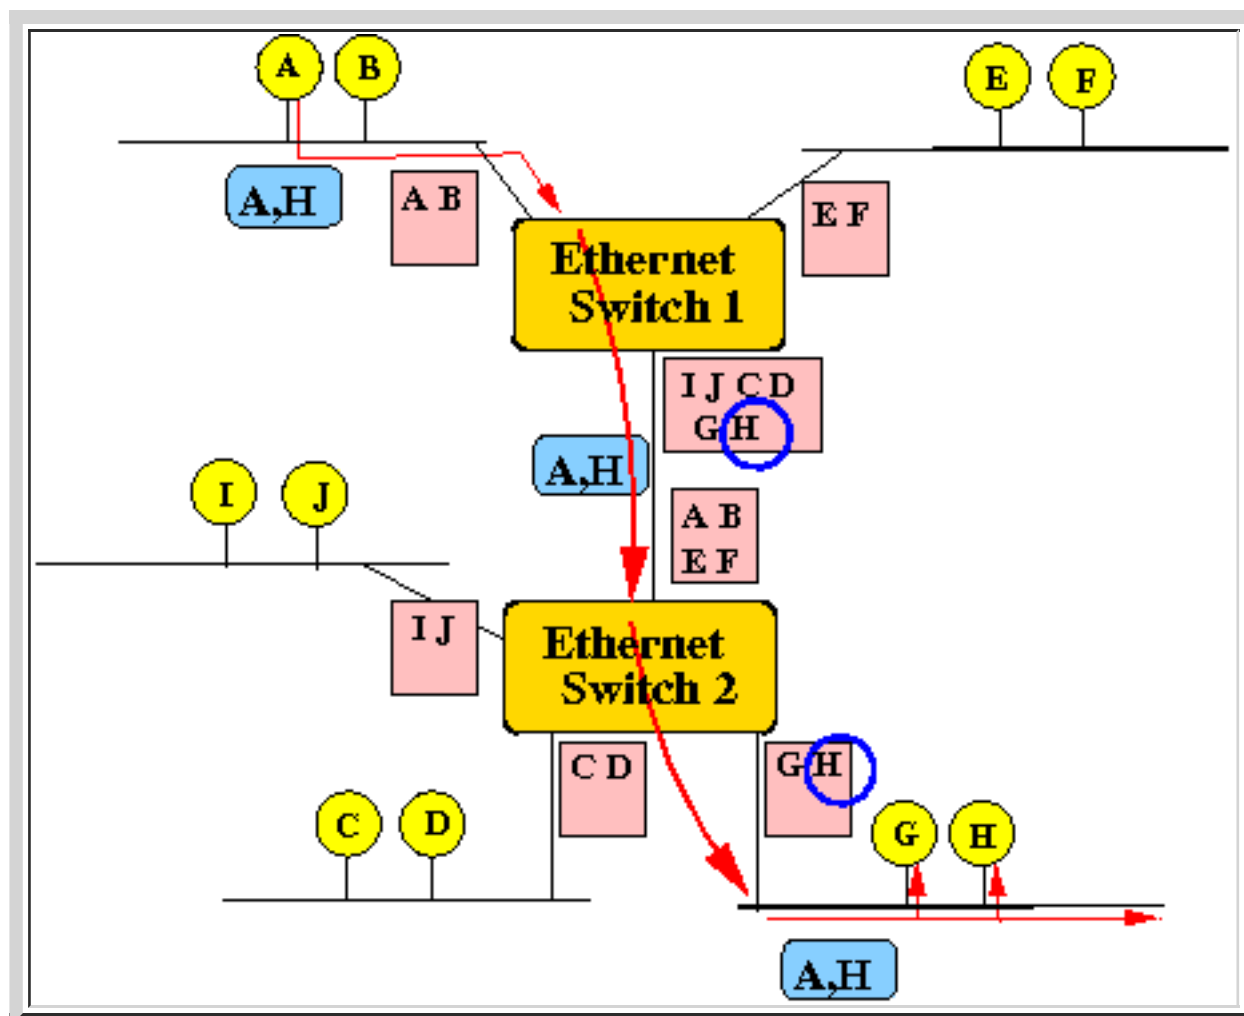 A
B
E
F
A,H
A B
E F
Ethernet
Switch 1
I J C D
G H
A,H
I
J
A B
E F
I J
Ethernet
Switch 2
C D
G H
C
D
G
H
A,H